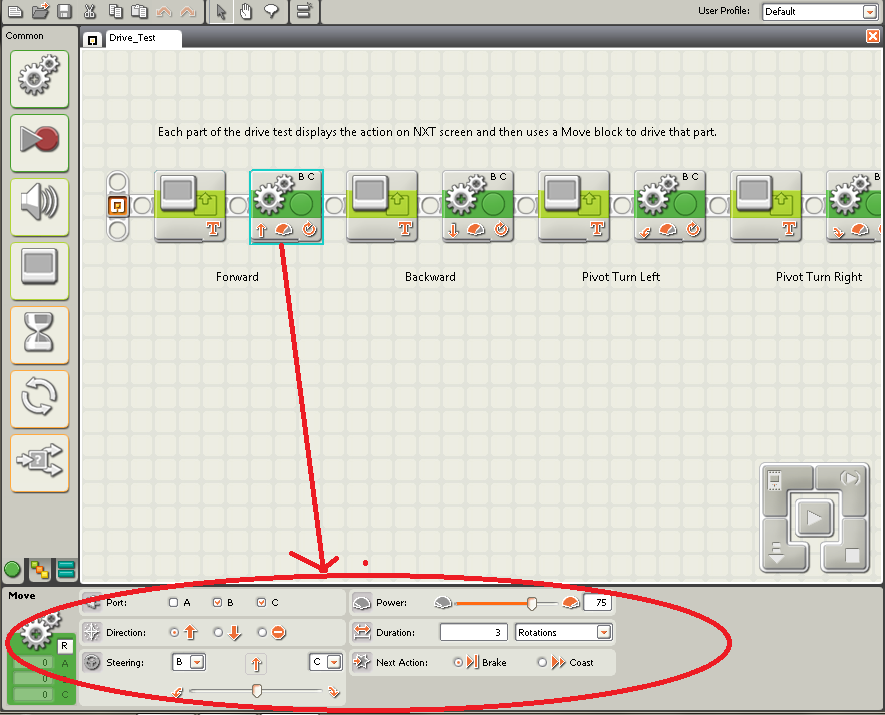 User Profile: Default
Common
Drive_Test
Each part of the drive test displays the action on NXT screen and then uses a Move block to drive that part.
B C B C B C B
T T T T
Forward Backward Pivot Turn Left Pivot Turn Right
Move
Port: A B C
Power: 75
R
Direction:
Duration: 3 Rotations
0 A
Steering: B C
Next Action: Brake Coast
0
0 C